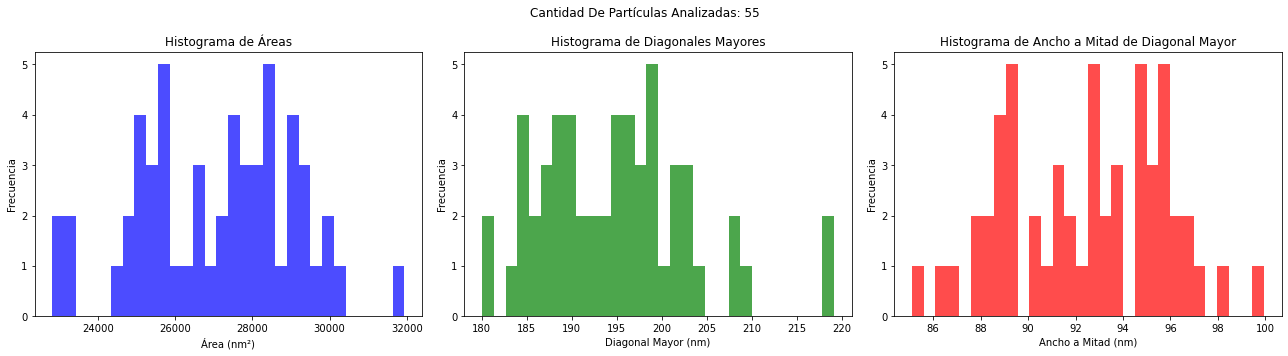 Cantidad De Partículas Analizadas: 55
Histograma de Áreas
Frecuencia
5
4
3
2
1
0
24000 26000 28000 30000 32000
Área (nm²)
Histograma de Diagonales Mayores
Frecuencia
5
4
3
2
1
0
180 185 190 195 200 205 210 215 220
Diagonal Mayor (nm)
Histograma de Ancho a Mitad de Diagonal Mayor
Frecuencia
5
4
3
2
1
0
86 88 90 92 94 96 98 100
Ancho a Mitad (nm)